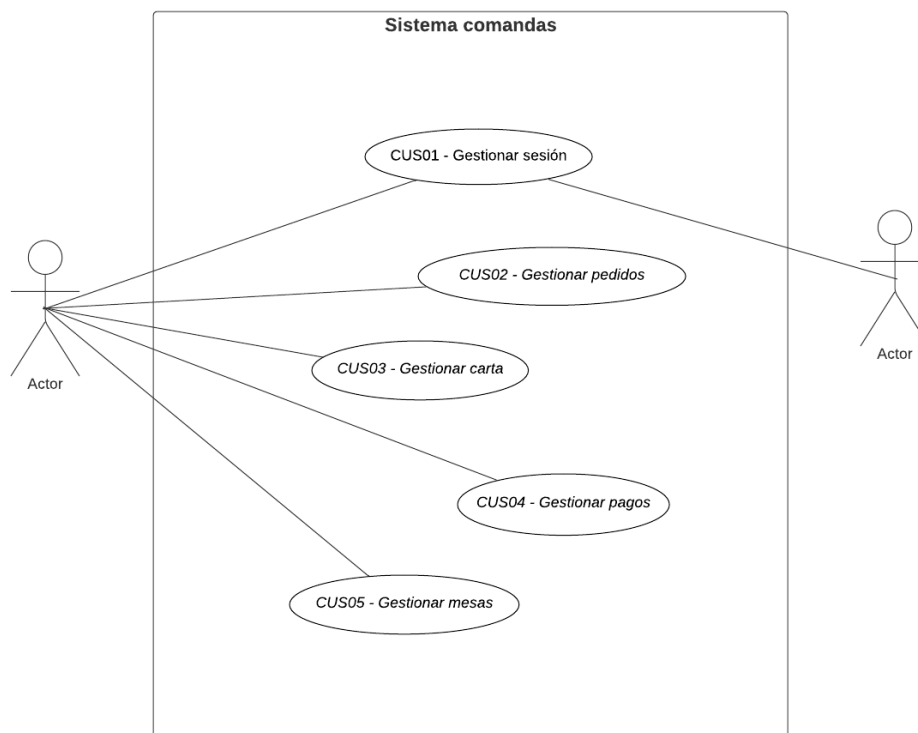 Sistema comandas
CUS01 - Gestionar sesión
CUS02 - Gestionar pedidos
CUS03 - Gestionar carta
Actor
Actor
CUS04 - Gestionar pagos
CUS05 - Gestionar mesas